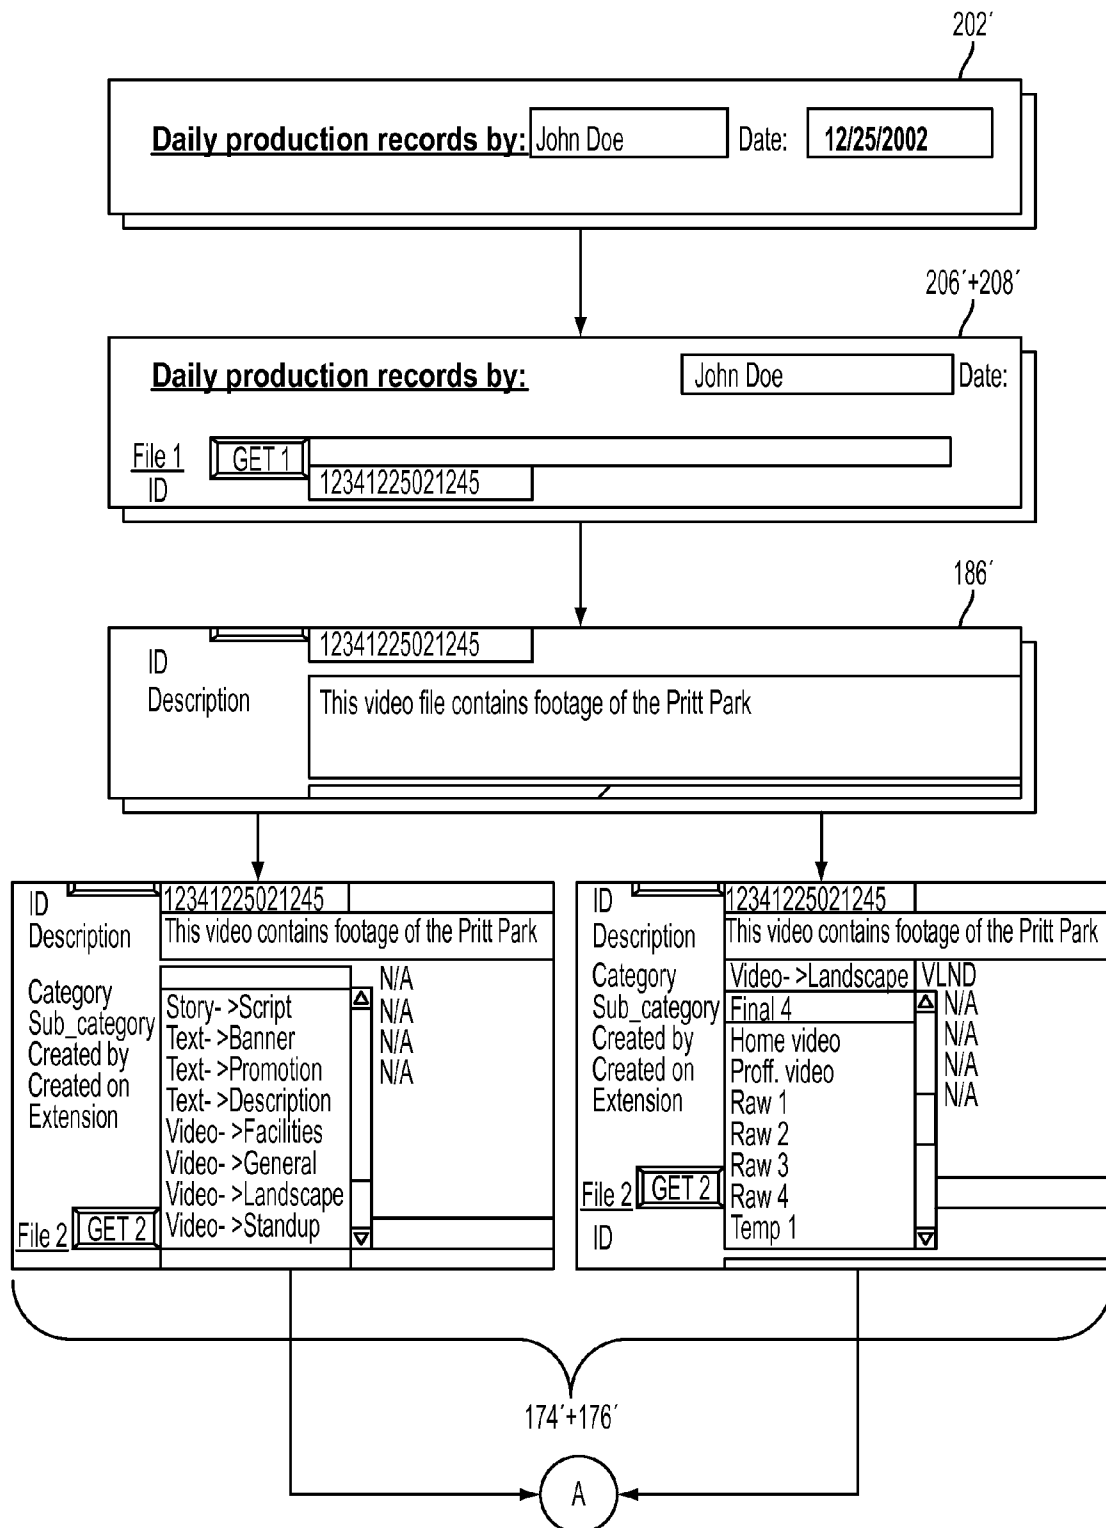 202´
Daily production records by: John Doe Date: 12/25/2002
206´+208´
Daily production records by: John Doe Date:
File 1 GET 1
ID 12341225021245
186´
ID 12341225021245
Description This video file contains footage of the Pritt Park
ID 12341225021245
Description This video contains footage of the Pritt Park
Category N/A
Sub_category Story- >Script N/A
Created by Text- >Banner N/A
Created on Text- >Promotion N/A
Extension Text- >Description
Video- >Facilities
Video- >General
Video- >Landscape
File 2 GET 2 Video- >Standup
ID 12341225021245
Description This video contains footage of the Pritt Park
Category Video- >Landscape VLND
Sub_category Final 4 N/A
Created by Home video N/A
Created on Proff. video N/A
Extension Raw 1 N/A
Raw 2
Raw 3
File 2 GET 2 Raw 4
ID Temp 1
174´+176´
A